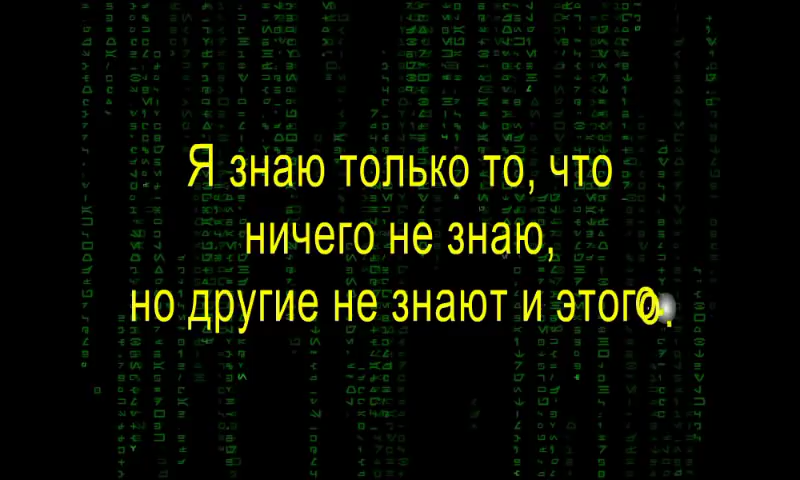 Я знаю только то, что
ничего не знаю,
но другие не знают и этого.